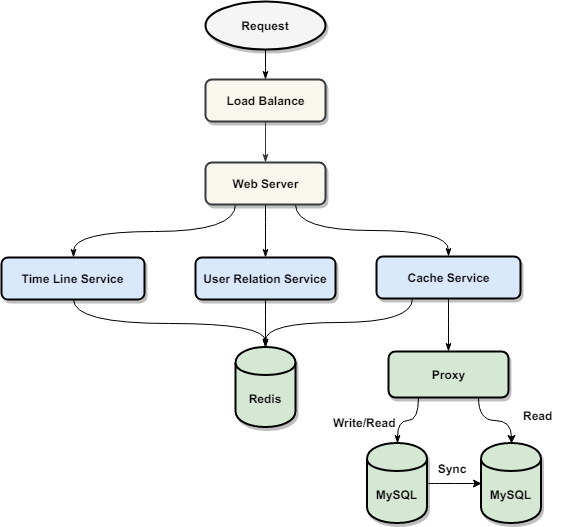 Request
Load Balance
Web Server
Time Line Service
User Relation Service
Cache Service
Redis
Proxy
Write/Read
Read
MySQL
Sync
MySQL